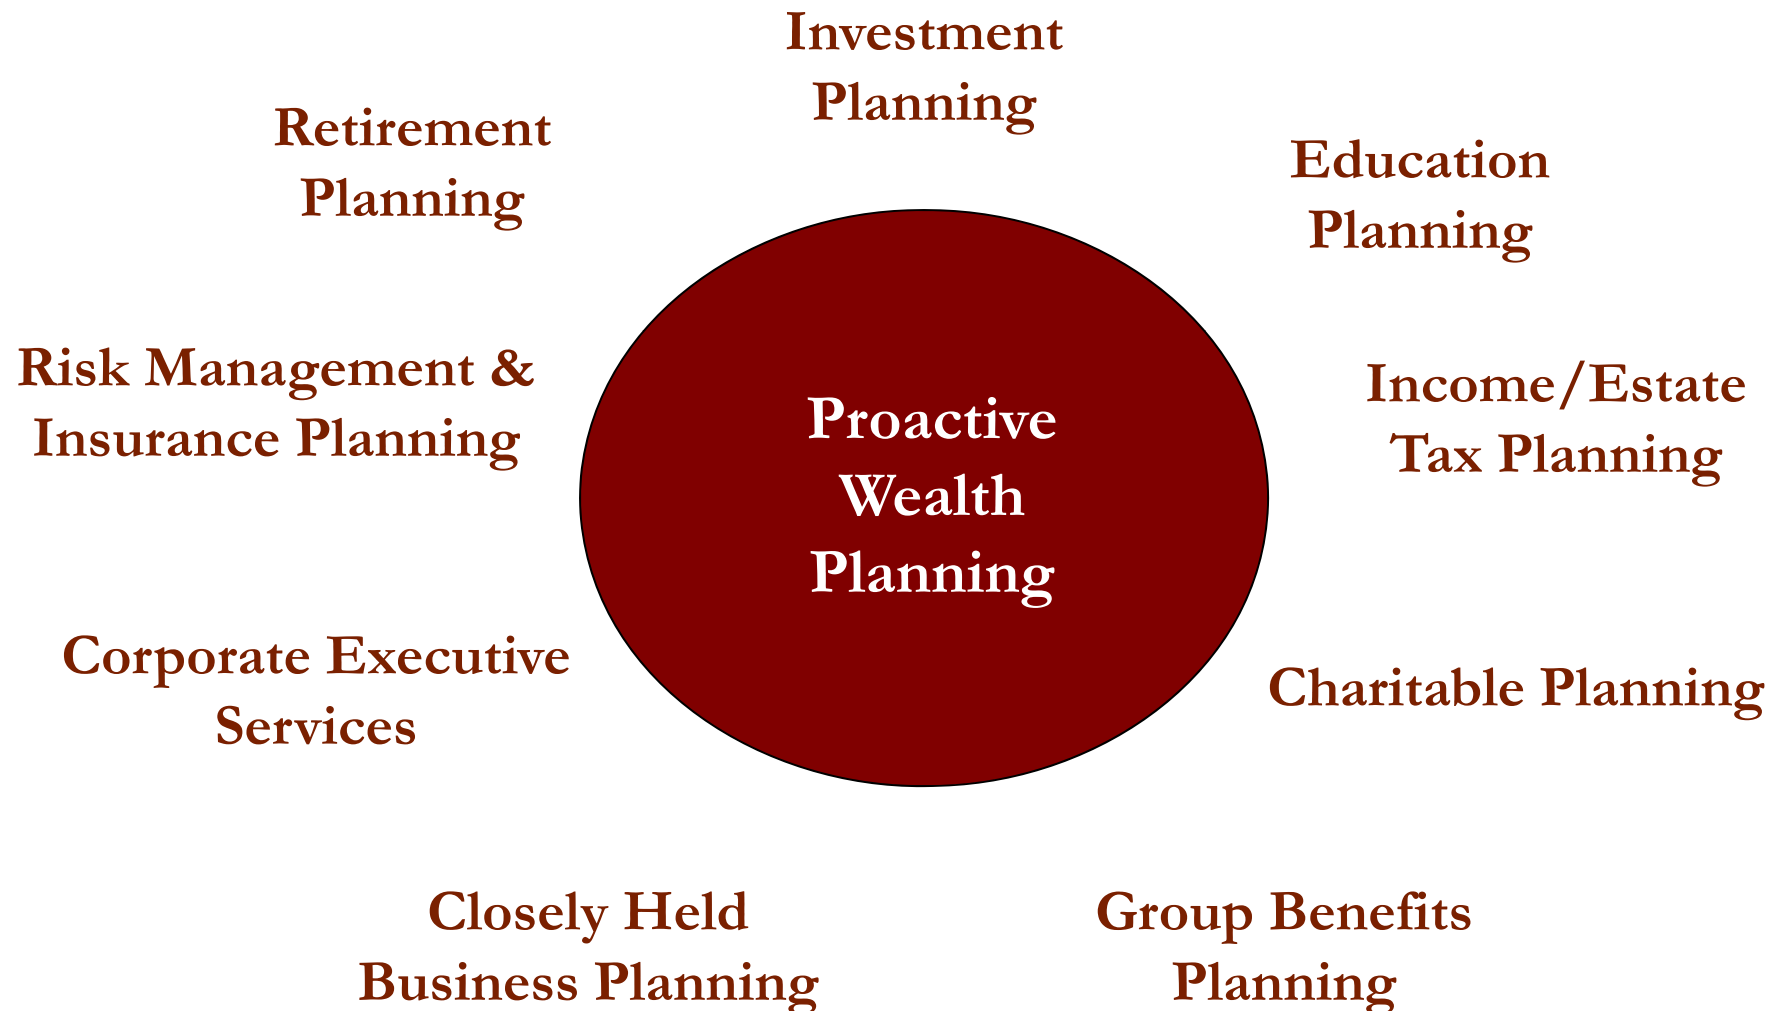 Investment
Planning
Retirement
Planning
Education
Planning
Risk Management &
Insurance Planning
Income/Estate
Tax Planning
Proactive
Wealth
Planning
Corporate Executive
Services
Charitable Planning
Closely Held
Business Planning
Group Benefits
Planning